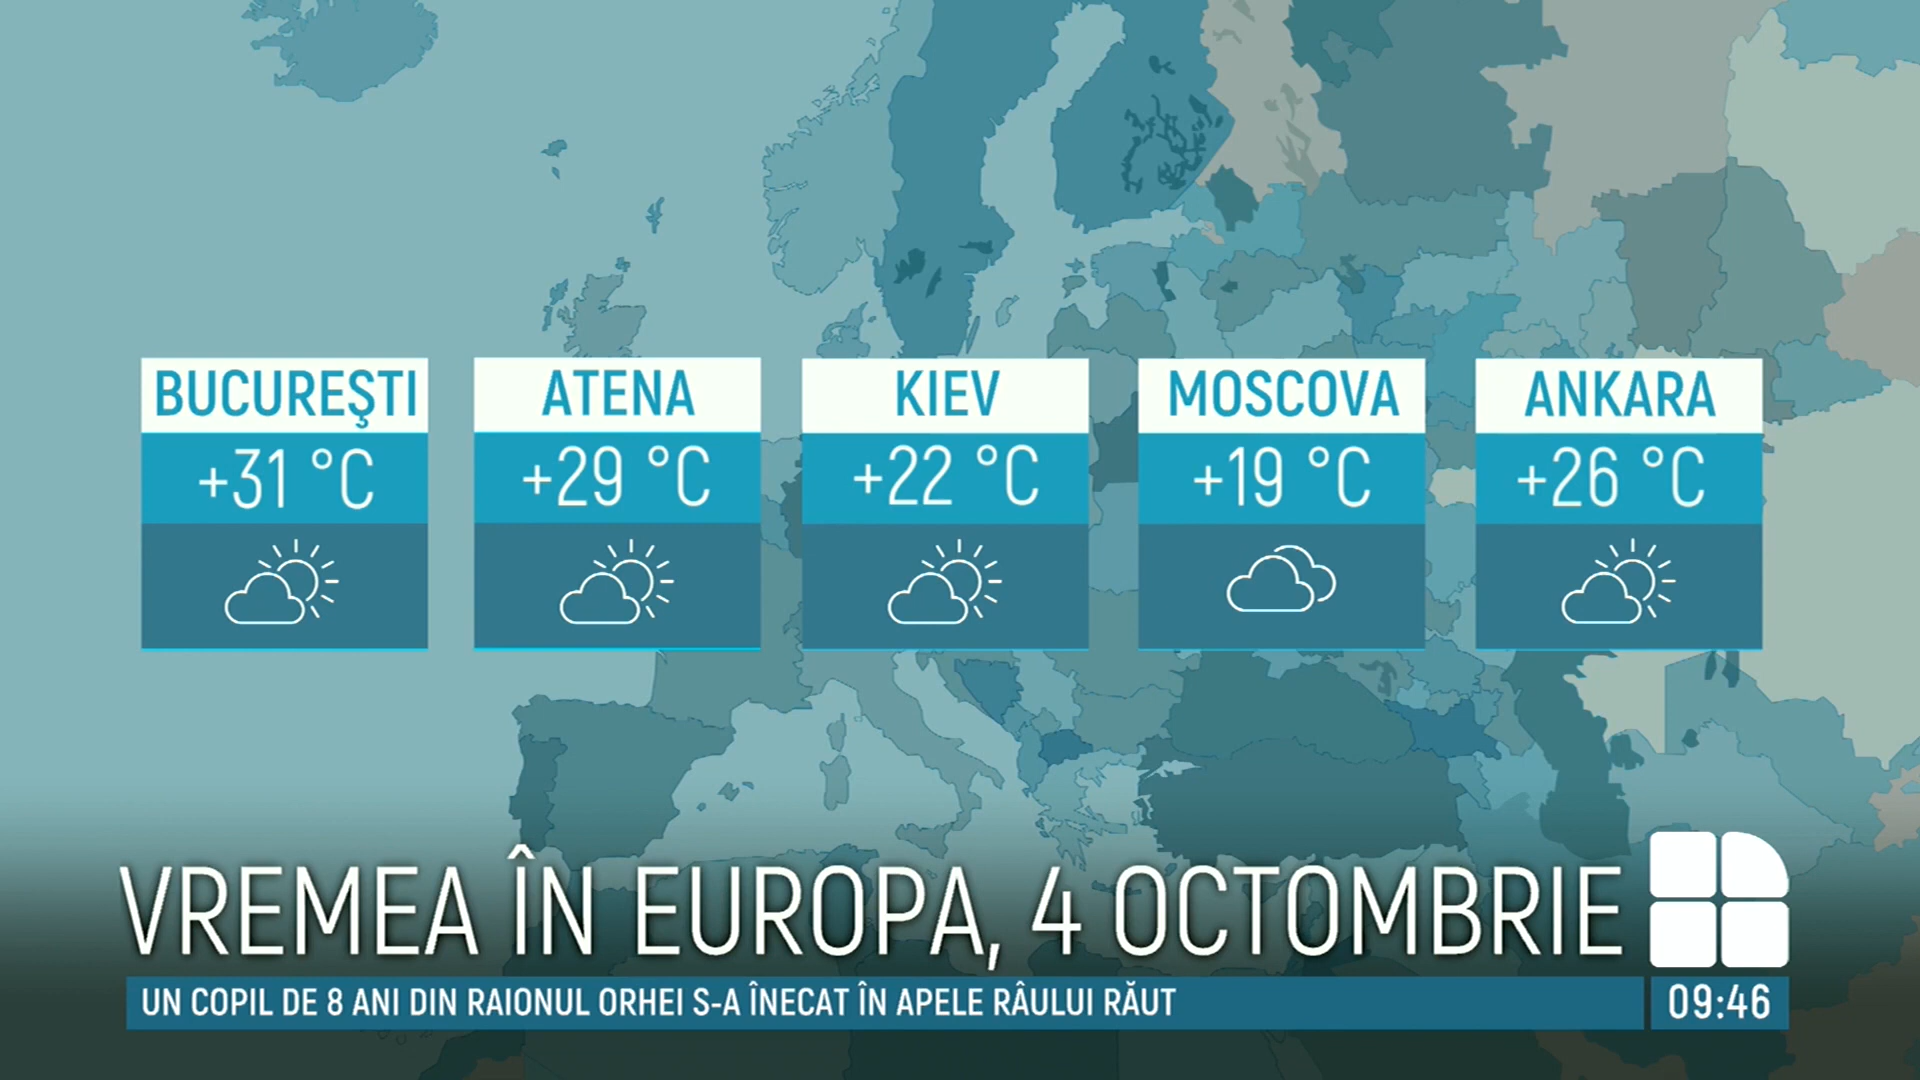 BUCUREŞTI
+31 °C
ATENA
+29 °C
KIEV
+22 °C
MOSCOVA
+19 °C
ANKARA
+26 °C
VREMEA ÎN EUROPA, 4 OCTOMBRIE
UN COPIL DE 8 ANI DIN RAIONUL ORHEI S-A ÎNECAT ÎN APELE RÂULUI RĂUT
09:46